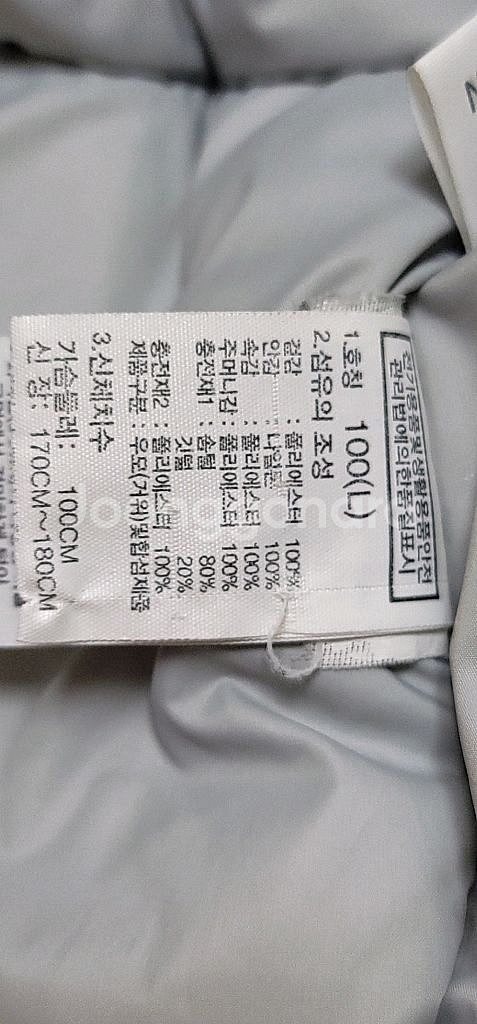 전기용품및생활용품안전
관리법에의한품질표시
1.호칭 100(L)
2.섬유의 조성
겉감 : 폴리에스터 100%
안감 : 나일론 100%
속감 : 폴리에스터 100%
주머니감 : 폴리에스터 100%
충전재1 : 솜털 80%
깃털 20%
충전재2 : 폴리에스터 100%
제품구분 : 우모(거위)및합성제품
3.신체치수
가슴둘레: 100CM
신 장: 170CM~180CM